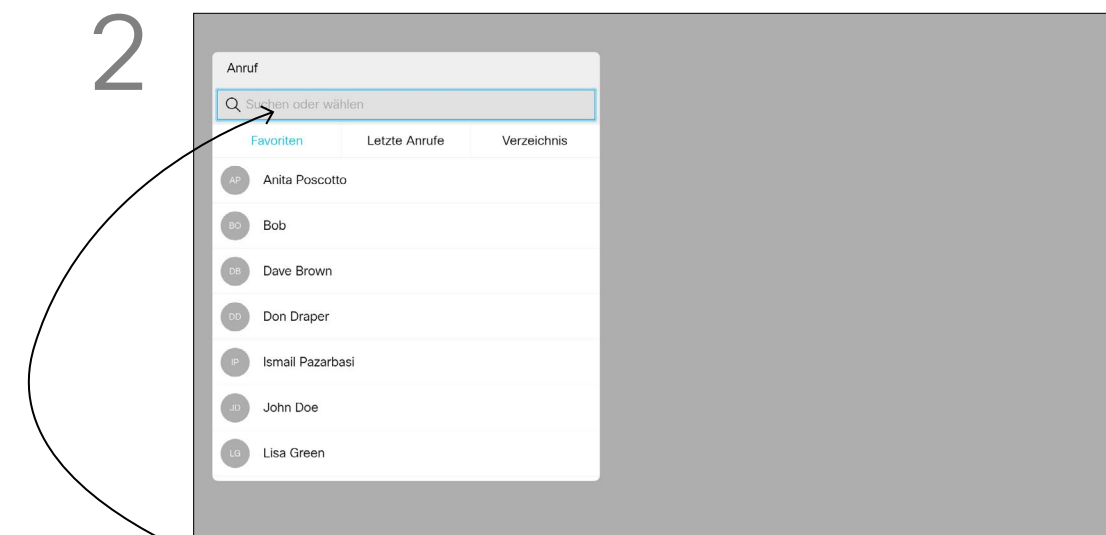 2
Anruf
Suchen oder wählen
Favoriten Letzte Anrufe Verzeichnis
AP Anita Poscotto
BO Bob
DB Dave Brown
DD Don Draper
IP Ismail Pazarbasi
JD John Doe
LG Lisa Green